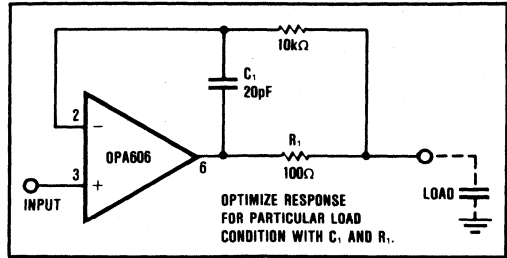 10kΩ
C₁
20pF
2
−
OPA606
6
R₁
100Ω
3
+
INPUT
LOAD
OPTIMIZE RESPONSE
FOR PARTICULAR LOAD
CONDITION WITH C₁ AND R₁.